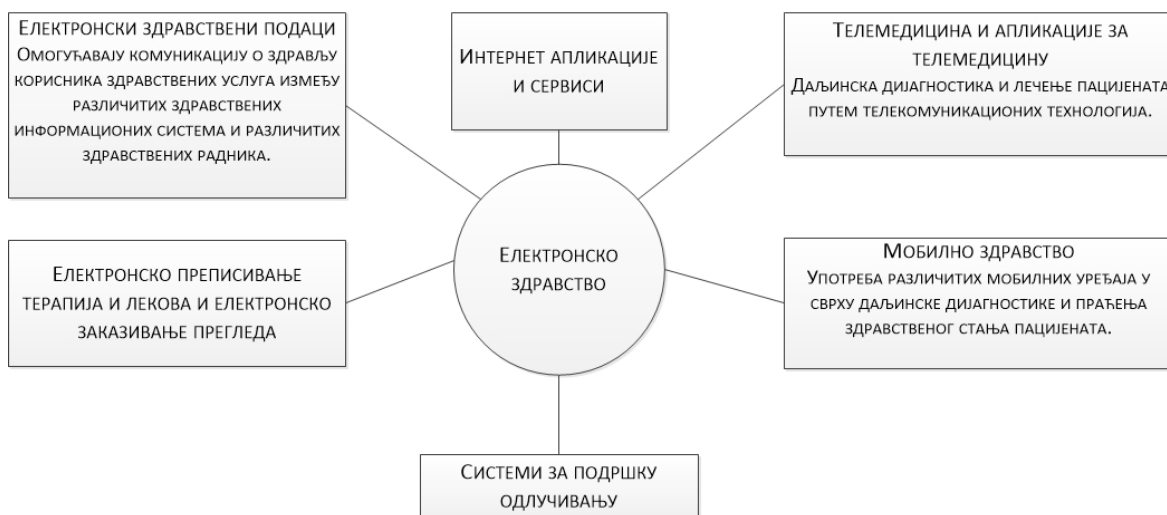 Електронски здравствени подаци
Омогућавају комуникацију о здрављу
корисника здравствених услуга између
различитих здравствених
информационих система и различитих
здравствених радника.
Интернет апликације
и сервиси
Телемедицина и апликације за
телемедицину
Даљинска дијагностика и лечење пацијената
путем телекомуникационих технологија.
Електронско преписивање
терапија и лекова и електронско
заказивање прегледа
Електронско
здравство
Мобилно здравство
Употреба различитих мобилних уређаја у
сврху даљинске дијагностике и праћења
здравственог стања пацијената.
Системи за подршку
одлучивању